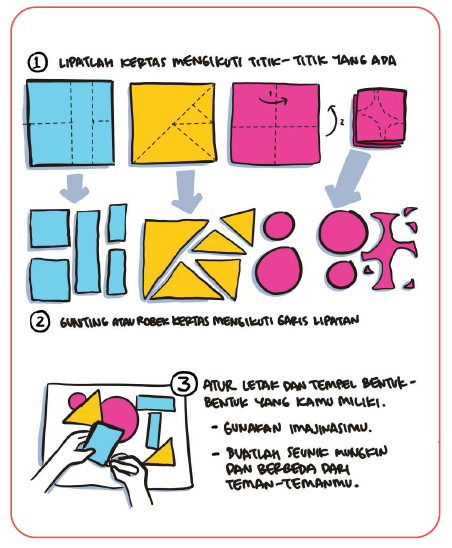 1 LIPATLAH KERTAS MENGIKUTI TITIK-TITIK YANG ADA
1
2
2 GUNTING ATAU ROBEK KERTAS MENGIKUTI GARIS LIPATAN
3 ATUR LETAK DAN TEMPEL BENTUK-
BENTUK YANG KAMU MILIKI.
- GUNAKAN IMAJINASIMU.
- BUATLAH SEUNIK MUNGKIN
DAN BERBEDA DARI
TEMAN-TEMANMU.